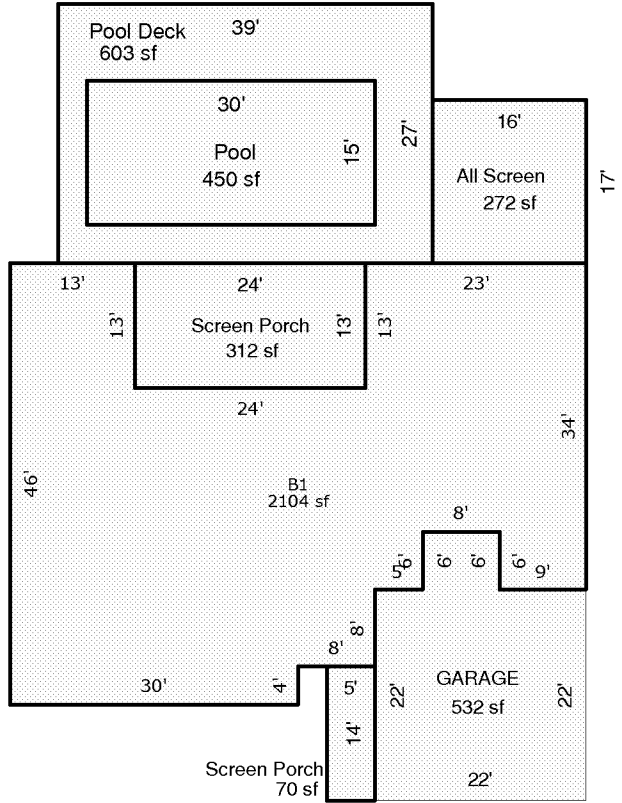 Pool Deck
39'
603 sf
30'
16'
15'
27'
Pool
450 sf
All Screen
272 sf
17'
13'
24'
23'
13'
Screen Porch
312 sf
13'
13'
24'
34'
46'
B1
2104 sf
8'
5'
6'
6'
6'
6'
9'
8'
8'
30'
4'
5'
22'
GARAGE
532 sf
22'
14'
Screen Porch
70 sf
22'